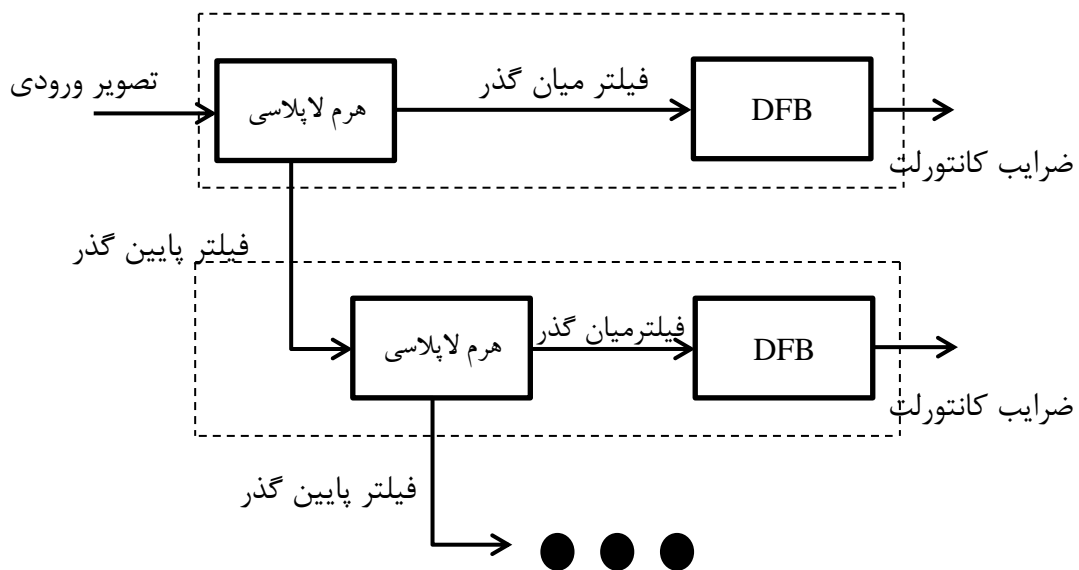 تصویر ورودی
هرم لاپلاسی
فیلتر میان گذر
DFB
ضرایب کانتورلت
فیلتر پایین گذر
هرم لاپلاسی
فیلترمیان گذر
DFB
ضرایب کانتورلت
فیلتر پایین گذر